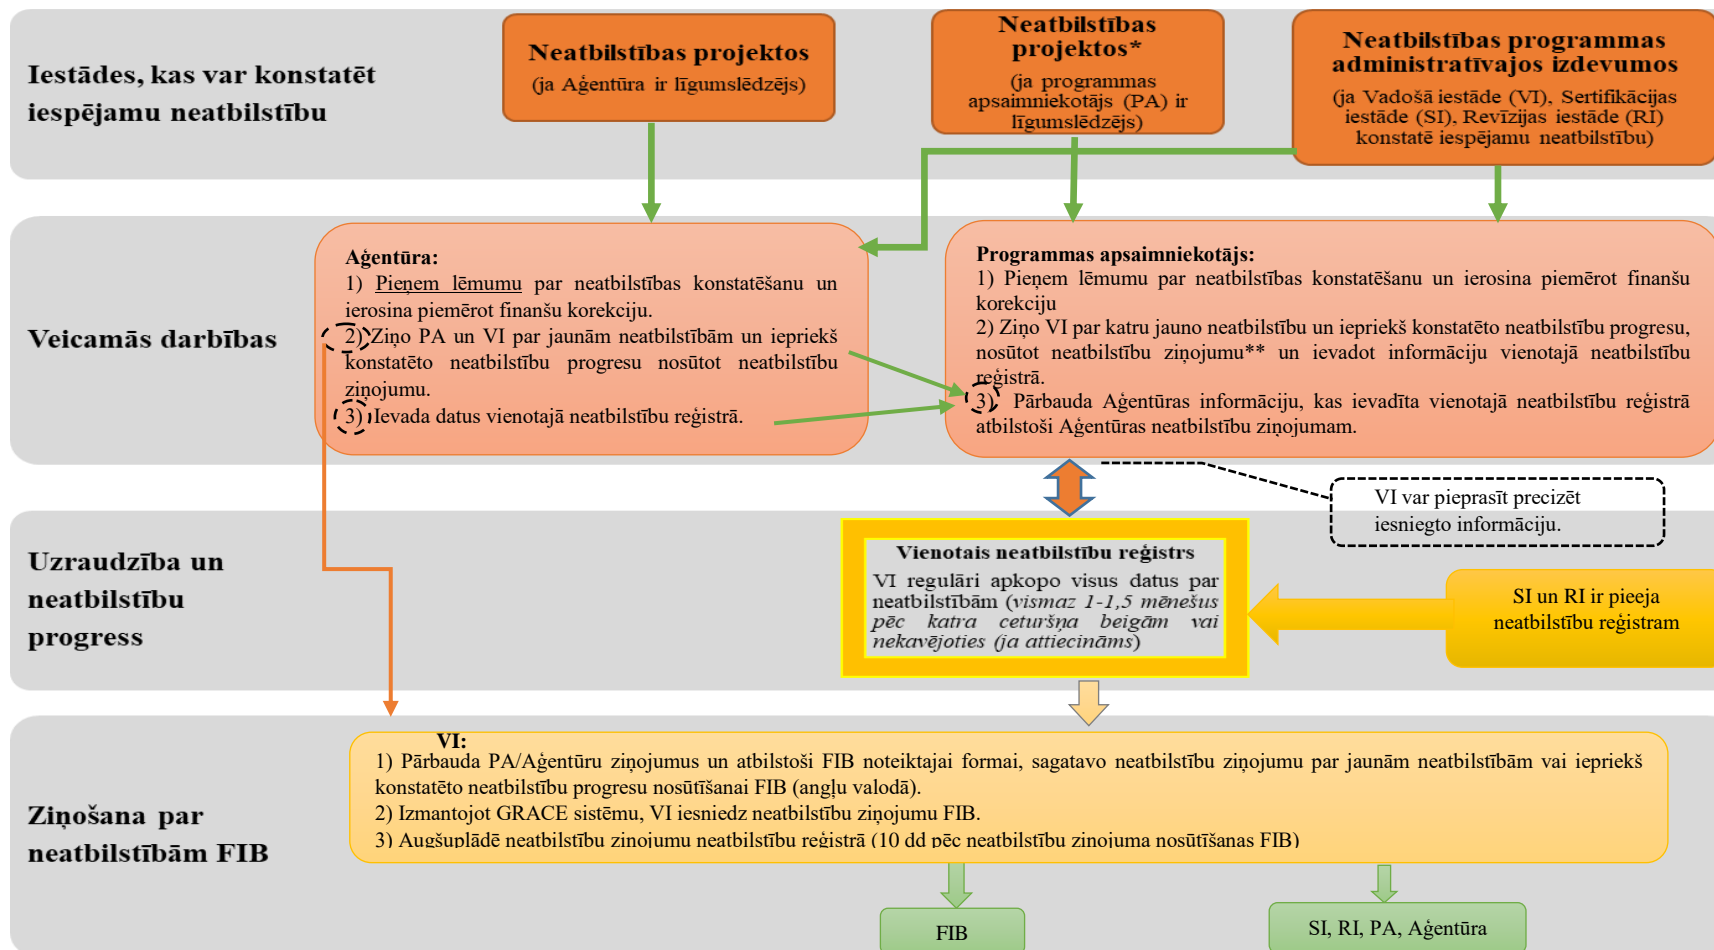 Iestādes, kas var konstatēt
iespējamu neatbilstību
Neatbilstības projektos
(ja Aģentūra ir līgumslēdzējs)
Neatbilstības
projektos*
(ja programmas
apsaimniekotājs (PA) ir
līgumslēdzējs)
Neatbilstības programmas
administratīvajos izdevumos
(ja Vadošā iestāde (VI), Sertifikācijas
iestāde (SI), Revīzijas iestāde (RI)
konstatē iespējamu neatbilstību)
Veicamās darbības
Aģentūra:
1) Pieņem lēmumu par neatbilstības konstatēšanu un
ierosina piemērot finanšu korekciju.
2) Ziņo PA un VI par jaunām neatbilstībām un iepriekš
konstatēto neatbilstību progresu nosūtot neatbilstību
ziņojumu.
3) Ievada datus vienotajā neatbilstību reģistrā.
Programmas apsaimniekotājs:
1) Pieņem lēmumu par neatbilstības konstatēšanu un ierosina piemērot finanšu
korekciju
2) Ziņo VI par katru jauno neatbilstību un iepriekš konstatēto neatbilstību progresu,
nosūtot neatbilstību ziņojumu** un ievadot informāciju vienotajā neatbilstību
reģistrā.
3) Pārbauda Aģentūras informāciju, kas ievadīta vienotajā neatbilstību reģistrā
atbilstoši Aģentūras neatbilstību ziņojumam.
VI var pieprasīt precizēt
iesniegto informāciju.
Uzraudzība un
neatbilstību
progress
Vienotais neatbilstību reģistrs
VI regulāri apkopo visus datus par
neatbilstībām (vismaz 1-1,5 mēnešus
pēc katra ceturšņa beigām vai
nekavējoties (ja attiecināms)
SI un RI ir pieeja
neatbilstību reģistram
Ziņošana par
neatbilstībām FIB
VI:
1) Pārbauda PA/Aģentūru ziņojumus un atbilstoši FIB noteiktajai formai, sagatavo neatbilstību ziņojumu par jaunām neatbilstībām vai iepriekš
konstatēto neatbilstību progresu nosūtīšanai FIB (angļu valodā).
2) Izmantojot GRACE sistēmu, VI iesniedz neatbilstību ziņojumu FIB.
3) Augšuplādē neatbilstību ziņojumu neatbilstību reģistrā (10 dd pēc neatbilstību ziņojuma nosūtīšanas FIB)
FIB
SI, RI, PA, Aģentūra